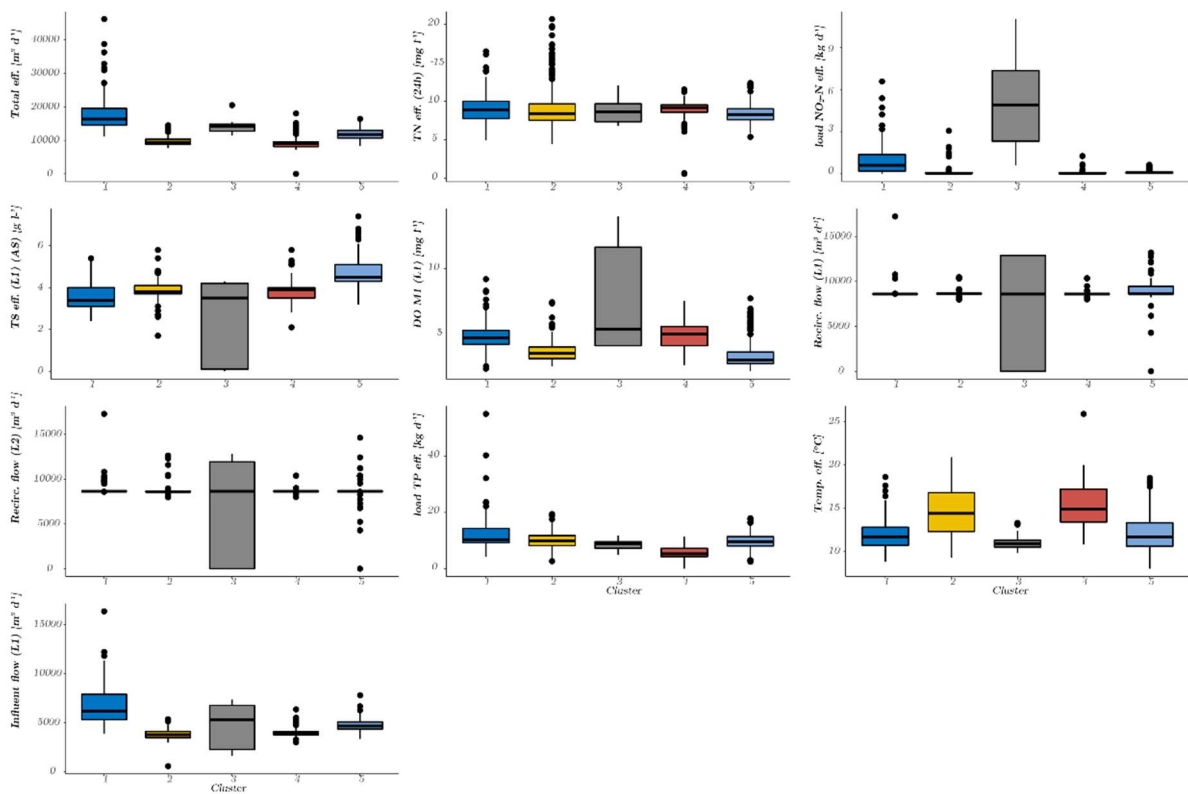 Total eff. [m³ d⁻¹]
40000
30000
20000
10000
0
1 2 3 4 5
TN eff. (24h) [mg l⁻¹]
20
15
10
5
0
1 2 3 4 5
load NO₂-N eff. [kg d⁻¹]
9
6
3
0
1 2 3 4 5
TS eff. (L1) (AS) [g l⁻¹]
6
4
2
0
1 2 3 4 5
DO M1 (L1) [mg l⁻¹]
10
5
1 2 3 4 5
Recirc. flow (L1) [m³ d⁻¹]
15000
10000
5000
0
1 2 3 4 5
Recirc. flow (L2) [m³ d⁻¹]
15000
10000
5000
0
1 2 3 4 5
load TP eff. [kg d⁻¹]
40
20
0
1 2 3 4 5
Cluster
Temp. eff. [°C]
25
20
15
10
1 2 3 4 5
Cluster
Influent flow (L1) [m³ d⁻¹]
15000
10000
5000
0
1 2 3 4 5
Cluster